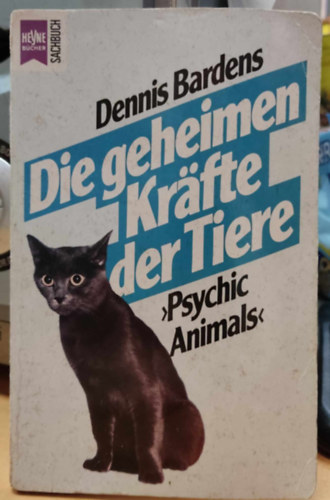 HEYNE
BÜCHER
SACHBUCH
Dennis Bardens
Die geheimen
Kräfte
der Tiere
›Psychic
Animals‹